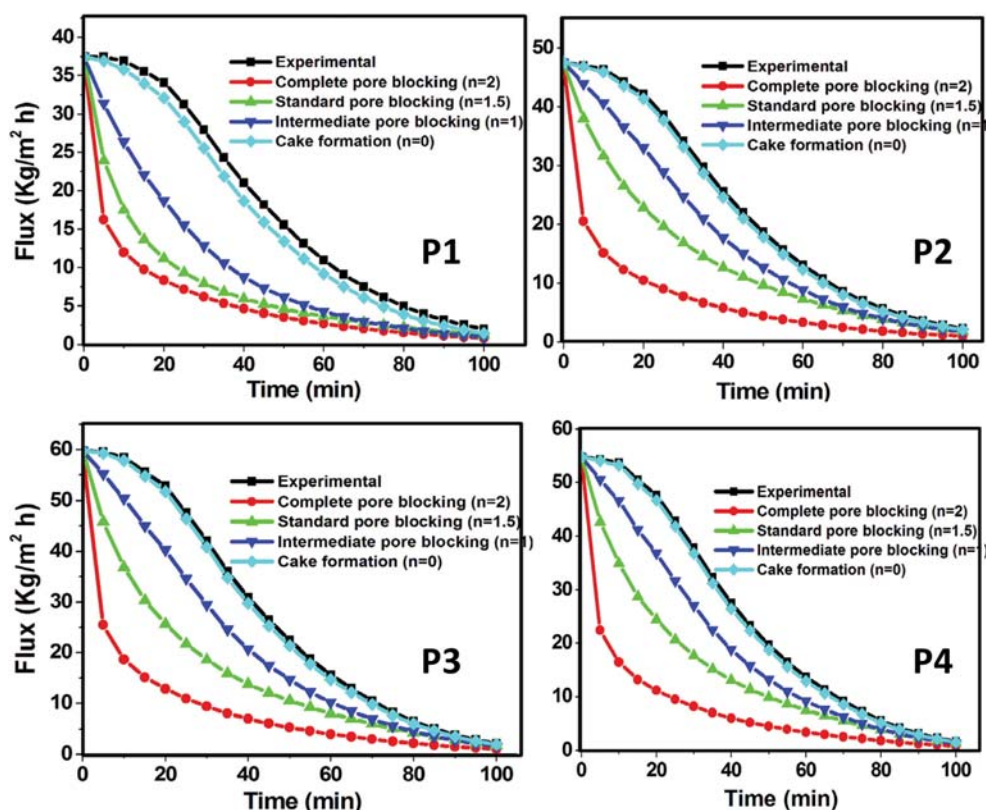 Flux (Kg/m² h)
40
35
30
25
20
15
10
5
0
Experimental
Complete pore blocking (n=2)
Standard pore blocking (n=1.5)
Intermediate pore blocking (n=1)
Cake formation (n=0)
P1
0 20 40 60 80 100
Time (min)
50
40
30
20
10
0
Experimental
Complete pore blocking (n=2)
Standard pore blocking (n=1.5)
Intermediate pore blocking (n=1
Cake formation (n=0)
P2
0 20 40 60 80 100
Time (min)
Flux (Kg/m² h)
60
50
40
30
20
10
0
Experimental
Complete pore blocking (n=2)
Standard pore blocking (n=1.5)
Intermediate pore blocking (n=1)
Cake formation (n=0)
P3
0 20 40 60 80 100
Time (min)
60
50
40
30
20
10
0
Experimental
Complete pore blocking (n=2)
Standard pore blocking (n=1.5)
Intermediate pore blocking (n=1)
Cake formation (n=0)
P4
0 20 40 60 80 100
Time (min)